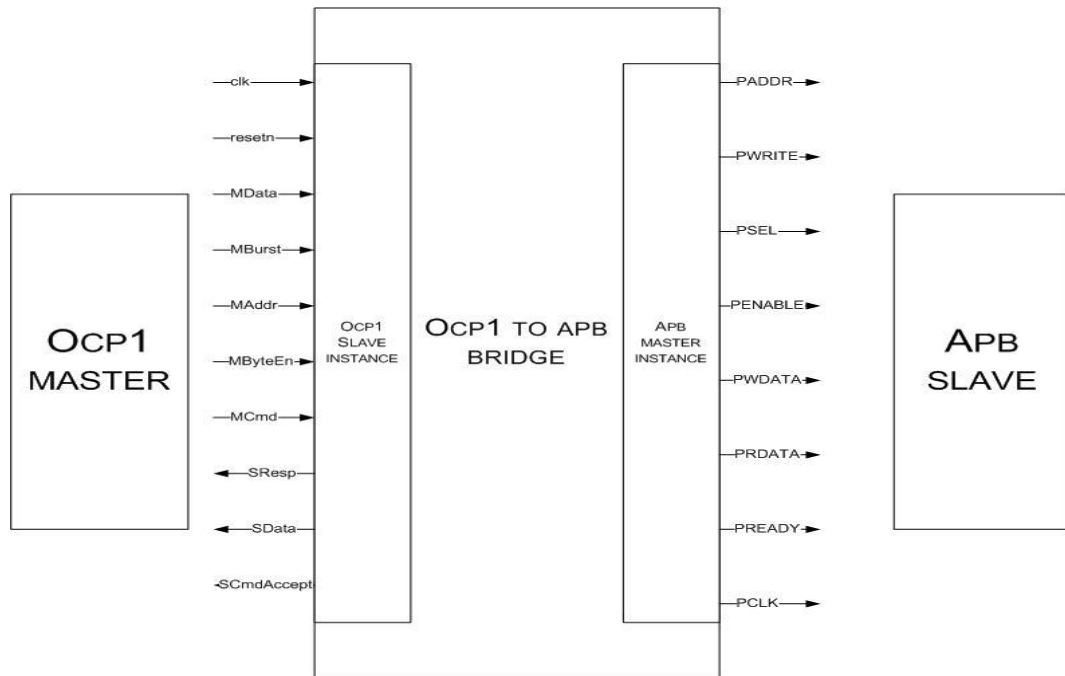 OCP1
MASTER
clk
resetn
MData
MBurst
MAddr
MByteEn
MCmd
SResp
SData
SCmdAccept
OCP1
SLAVE
INSTANCE
OCP1 TO APB
BRIDGE
APB
MASTER
INSTANCE
PADDR
PWRITE
PSEL
PENABLE
PWDATA
PRDATA
PREADY
PCLK
APB
SLAVE